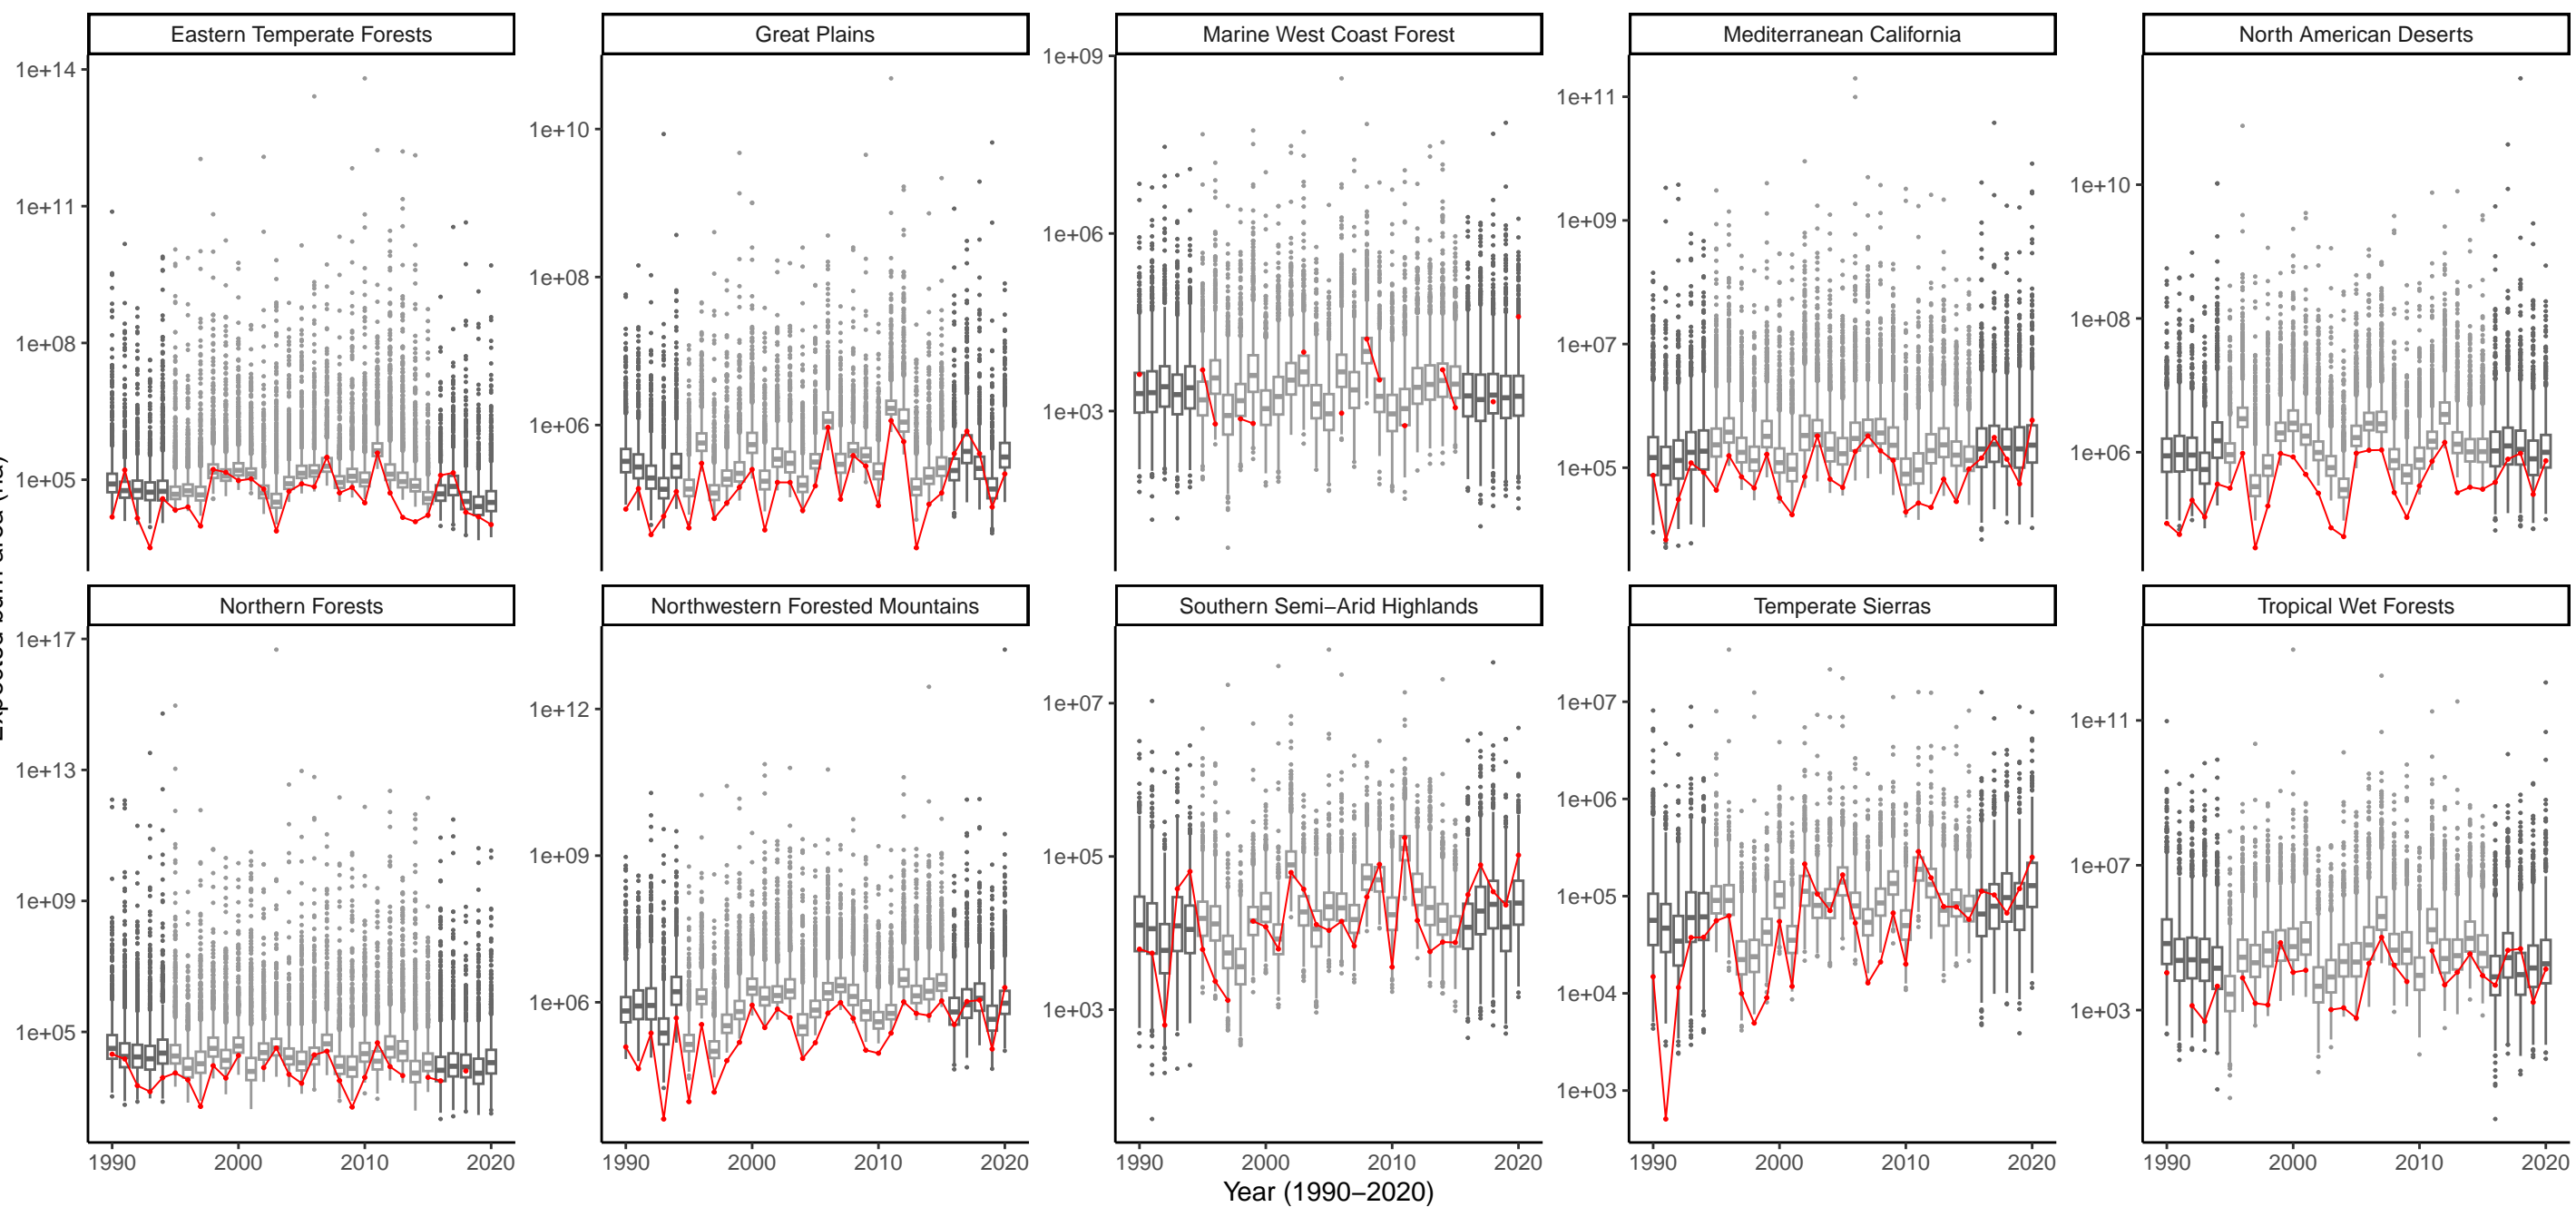 Eastern Temperate Forests
Great Plains
Marine West Coast Forest
Mediterranean California
North American Deserts
1e+14
1e+11
1e+08
1e+05
1e+10
1e+08
1e+06
1e+09
1e+06
1e+03
1e+11
1e+09
1e+07
1e+05
1e+10
1e+08
1e+06
Northern Forests
Northwestern Forested Mountains
Southern Semi−Arid Highlands
Temperate Sierras
Tropical Wet Forests
1e+17
1e+13
1e+09
1e+05
1e+12
1e+09
1e+06
1e+07
1e+05
1e+03
1e+07
1e+06
1e+05
1e+04
1e+03
1e+11
1e+07
1e+03
1990 2000 2010 2020
1990 2000 2010 2020
1990 2000 2010 2020
1990 2000 2010 2020
1990 2000 2010 2020
Year (1990−2020)